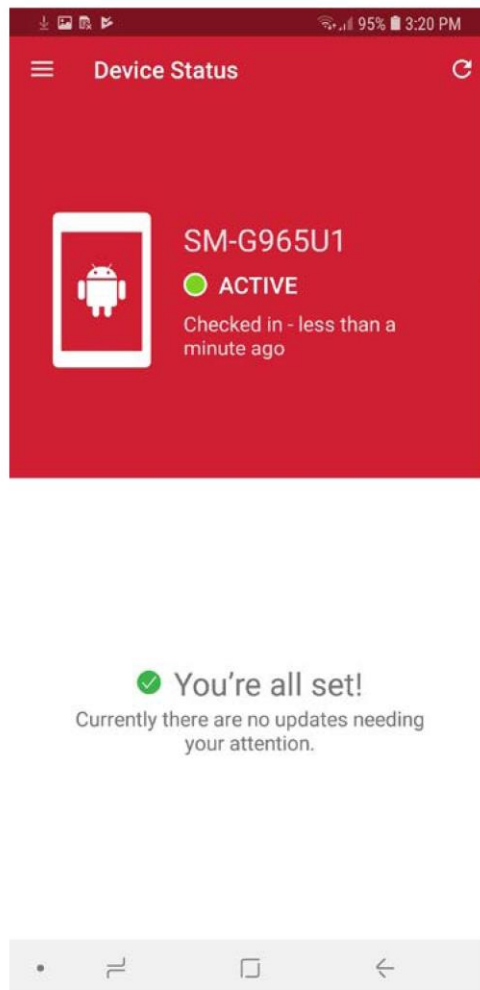 95% 3:20 PM
Device Status
SM-G965U1
ACTIVE
Checked in - less than a
minute ago
You're all set!
Currently there are no updates needing
your attention.